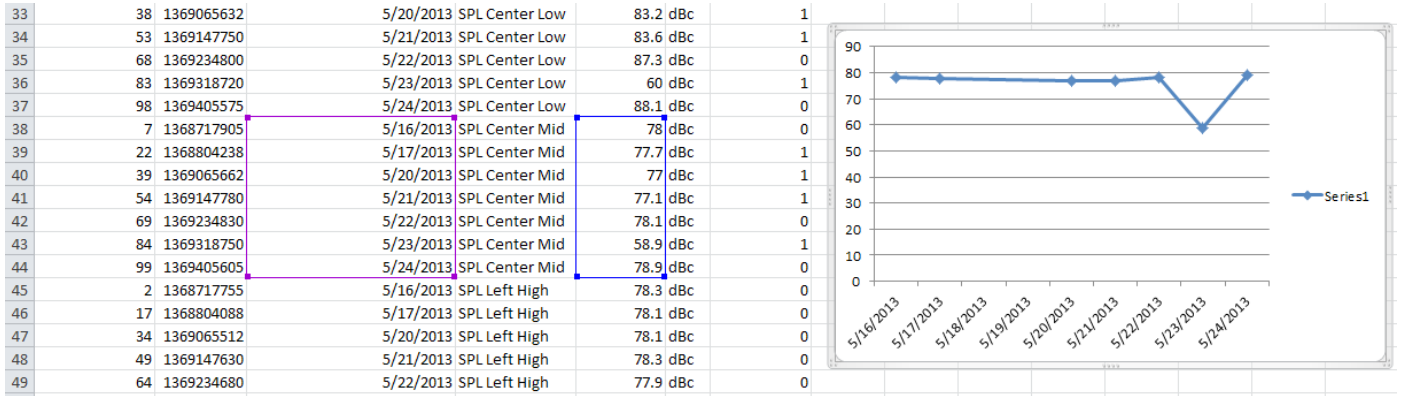 33 38 1369065632 5/20/2013 SPL Center Low 83.2 dBc 1
34 53 1369147750 5/21/2013 SPL Center Low 83.6 dBc 1
35 68 1369234800 5/22/2013 SPL Center Low 87.3 dBc 0
36 83 1369318720 5/23/2013 SPL Center Low 60 dBc 1
37 98 1369405575 5/24/2013 SPL Center Low 88.1 dBc 0
38 7 1368717905 5/16/2013 SPL Center Mid 78 dBc 0
39 22 1368804238 5/17/2013 SPL Center Mid 77.7 dBc 1
40 39 1369065662 5/20/2013 SPL Center Mid 77 dBc 1
41 54 1369147780 5/21/2013 SPL Center Mid 77.1 dBc 1
42 69 1369234830 5/22/2013 SPL Center Mid 78.1 dBc 0
43 84 1369318750 5/23/2013 SPL Center Mid 58.9 dBc 1
44 99 1369405605 5/24/2013 SPL Center Mid 78.9 dBc 0
45 2 1368717755 5/16/2013 SPL Left High 78.3 dBc 0
46 17 1368804088 5/17/2013 SPL Left High 78.1 dBc 0
47 34 1369065512 5/20/2013 SPL Left High 78.1 dBc 0
48 49 1369147630 5/21/2013 SPL Left High 78.3 dBc 0
49 64 1369234680 5/22/2013 SPL Left High 77.9 dBc 0
90
80
70
60
50
40
30
20
10
0
Series1
5/16/2013 5/17/2013 5/18/2013 5/19/2013 5/20/2013 5/21/2013 5/22/2013 5/23/2013 5/24/2013